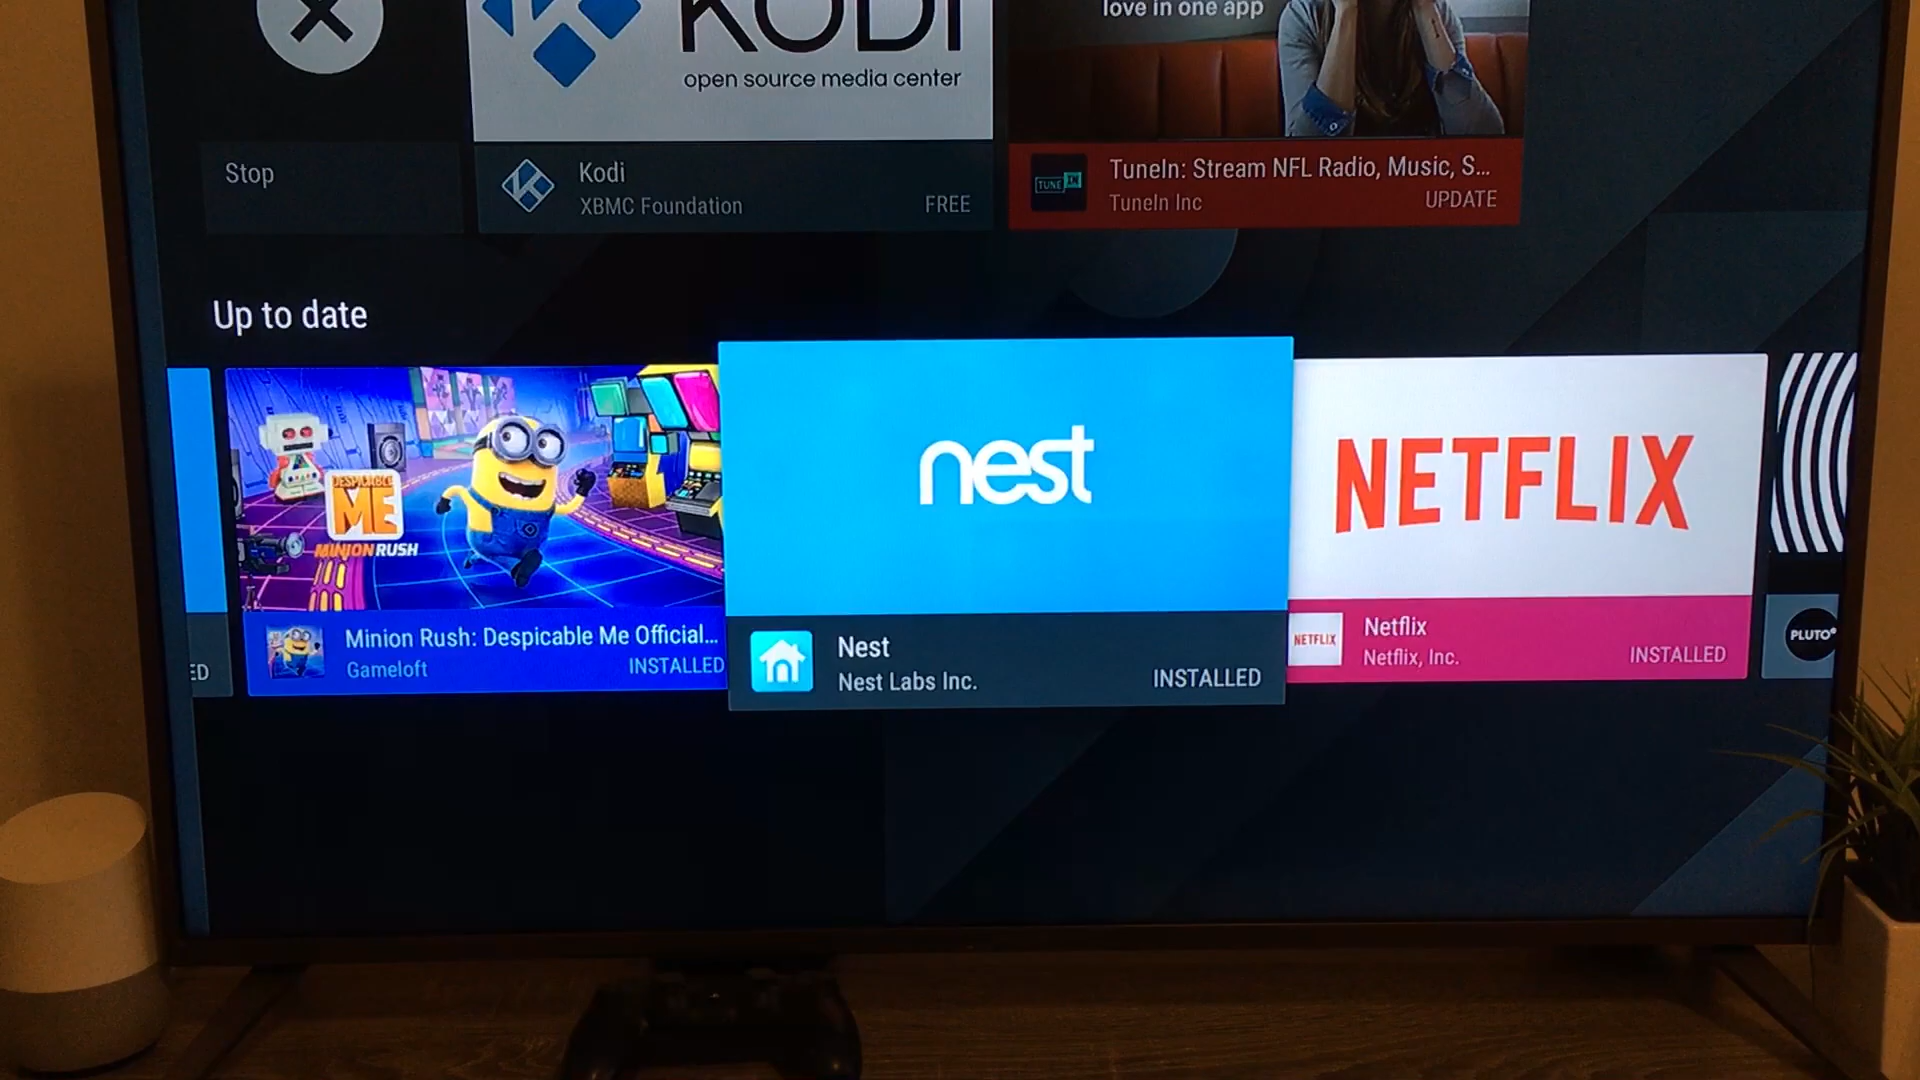 love in one app
KODI
open source media center
Stop
Kodi
XBMC Foundation
FREE
TUNE IN
TuneIn: Stream NFL Radio, Music, S...
TuneIn Inc
UPDATE
Up to date
DESPICABLE
ME
MINION RUSH
nest
NETFLIX
ED
Minion Rush: Despicable Me Official...
Gameloft
INSTALLED
Nest
Nest Labs Inc.
INSTALLED
NETFLIX
Netflix
Netflix, Inc.
INSTALLED
PLUTO